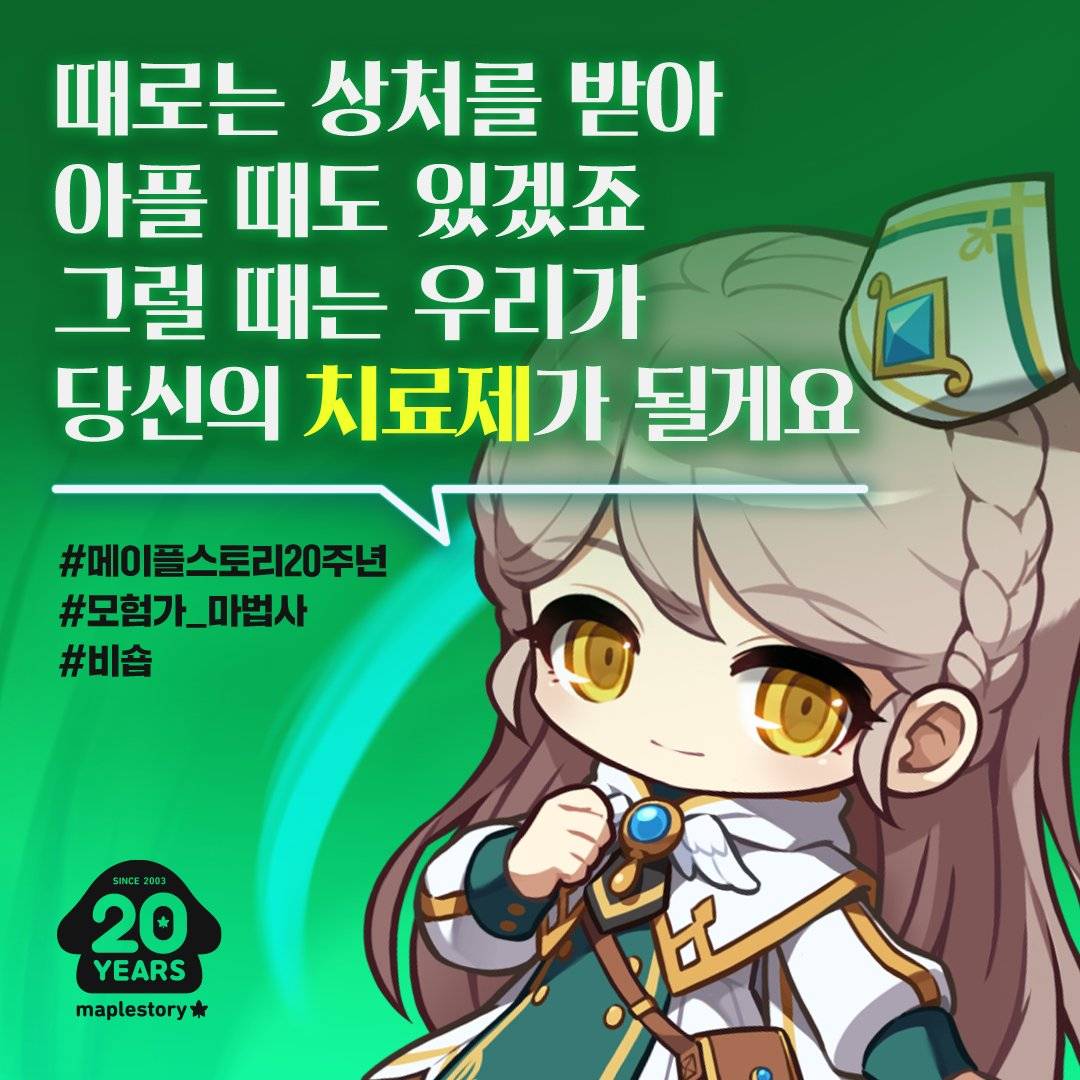 때로는 상처를 받아
아플 때도 있겠죠
그럴 때는 우리가
당신의 치료제가 될게요
#메이플스토리20주년
#모험가_마법사
#비숍
SINCE 2003
20
YEARS
maplestory